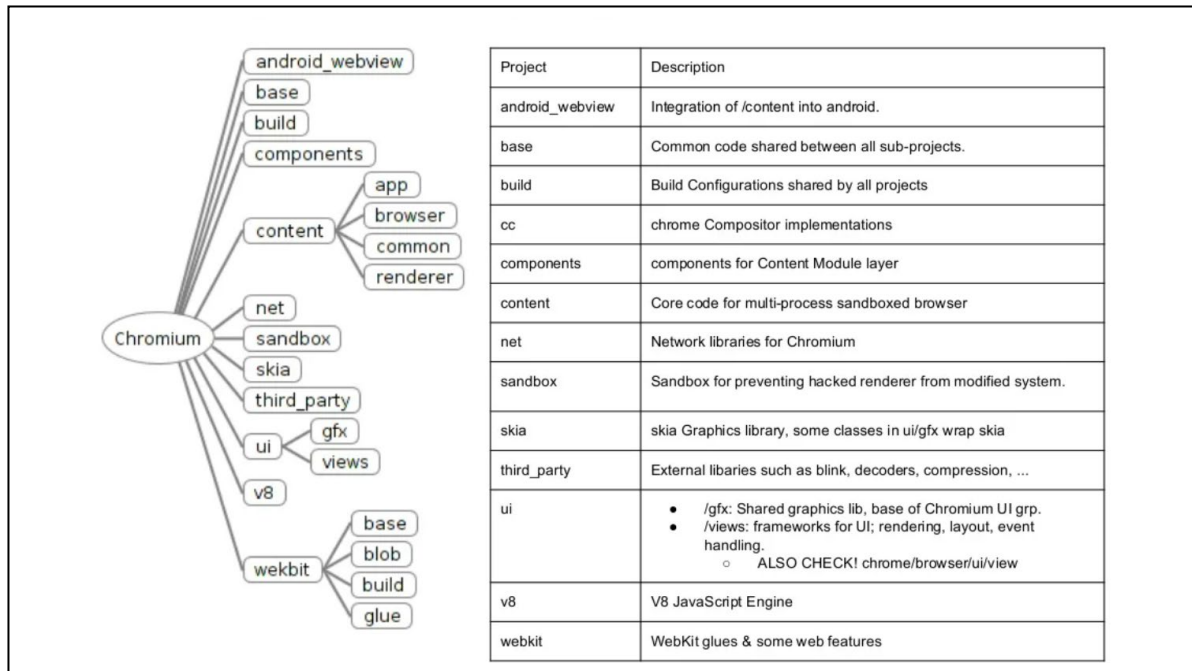 android_webview
base
build
components
app
browser
content
common
renderer
net
Chromium
sandbox
skia
third_party
gfx
ui
views
v8
base
blob
wekbit
build
glue
Project Description
android_webview Integration of /content into android.
base Common code shared between all sub-projects.
build Build Configurations shared by all projects
cc chrome Compositor implementations
components components for Content Module layer
content Core code for multi-process sandboxed browser
net Network libraries for Chromium
sandbox Sandbox for preventing hacked renderer from modified system.
skia skia Graphics library, some classes in ui/gfx wrap skia
third_party External libaries such as blink, decoders, compression, ...
ui ● /gfx: Shared graphics lib, base of Chromium UI grp.
● /views: frameworks for UI; rendering, layout, event
handling.
○ ALSO CHECK! chrome/browser/ui/view
v8 V8 JavaScript Engine
webkit WebKit glues & some web features